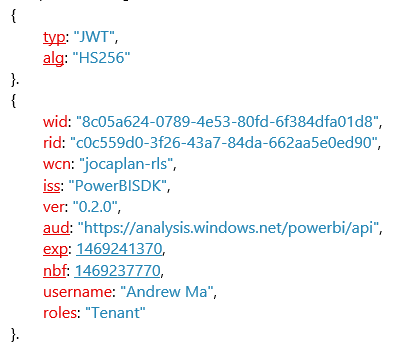 {
typ: "JWT",
alg: "HS256"
}.
{
wid: "8c05a624-0789-4e53-80fd-6f384dfa01d8",
rid: "c0c559d0-3f26-43a7-84da-662aa5e0ed90",
wcn: "jocaplan-rls",
iss: "PowerBISDK",
ver: "0.2.0",
aud: "https://analysis.windows.net/powerbi/api",
exp: 1469241370,
nbf: 1469237770,
username: "Andrew Ma",
roles: "Tenant"
}.